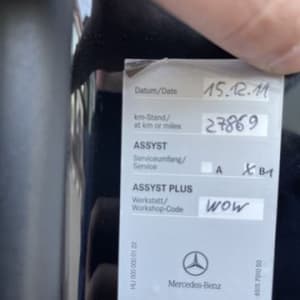 Datum/Date 15.12.11
km-Stand/ 27869
at km or miles
ASSYST
Serviceumfang/
Service A X B1
ASSYST PLUS
Werkstatt/ WOW
Workshop-Code
Mercedes-Benz